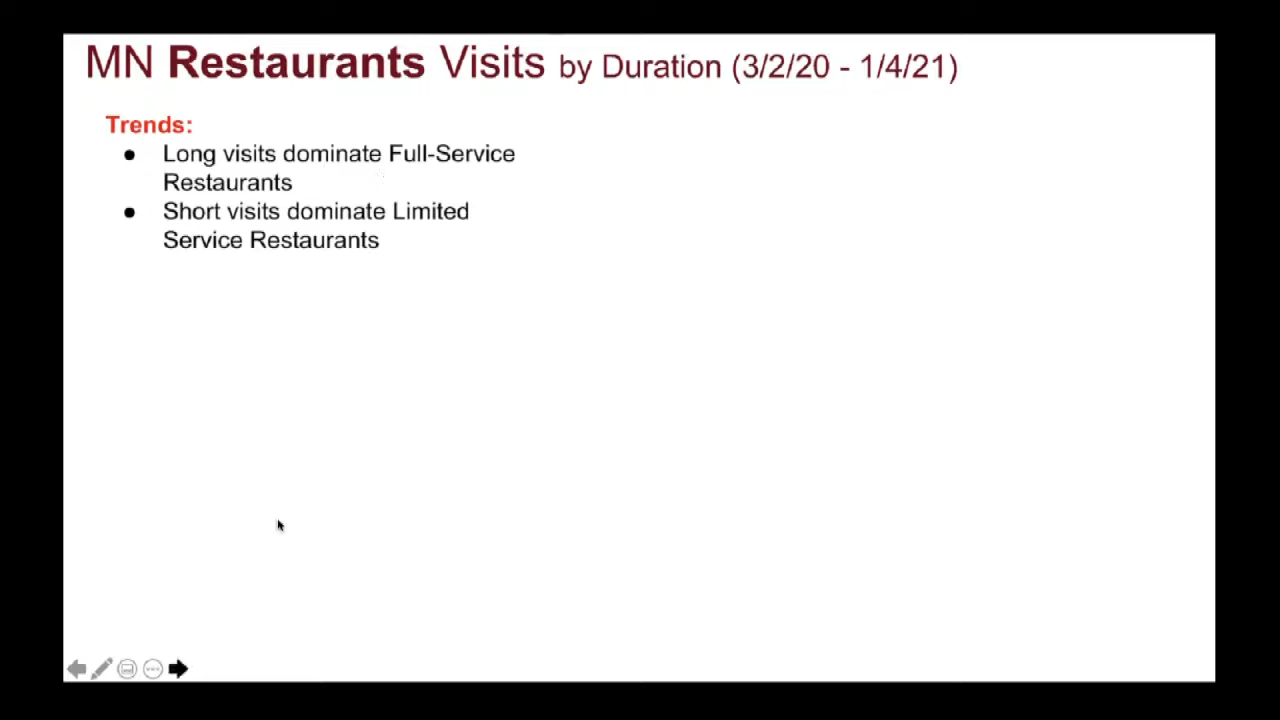 MN Restaurants Visits by Duration (3/2/20 - 1/4/21)
Trends:
● Long visits dominate Full-Service
Restaurants
● Short visits dominate Limited
Service Restaurants